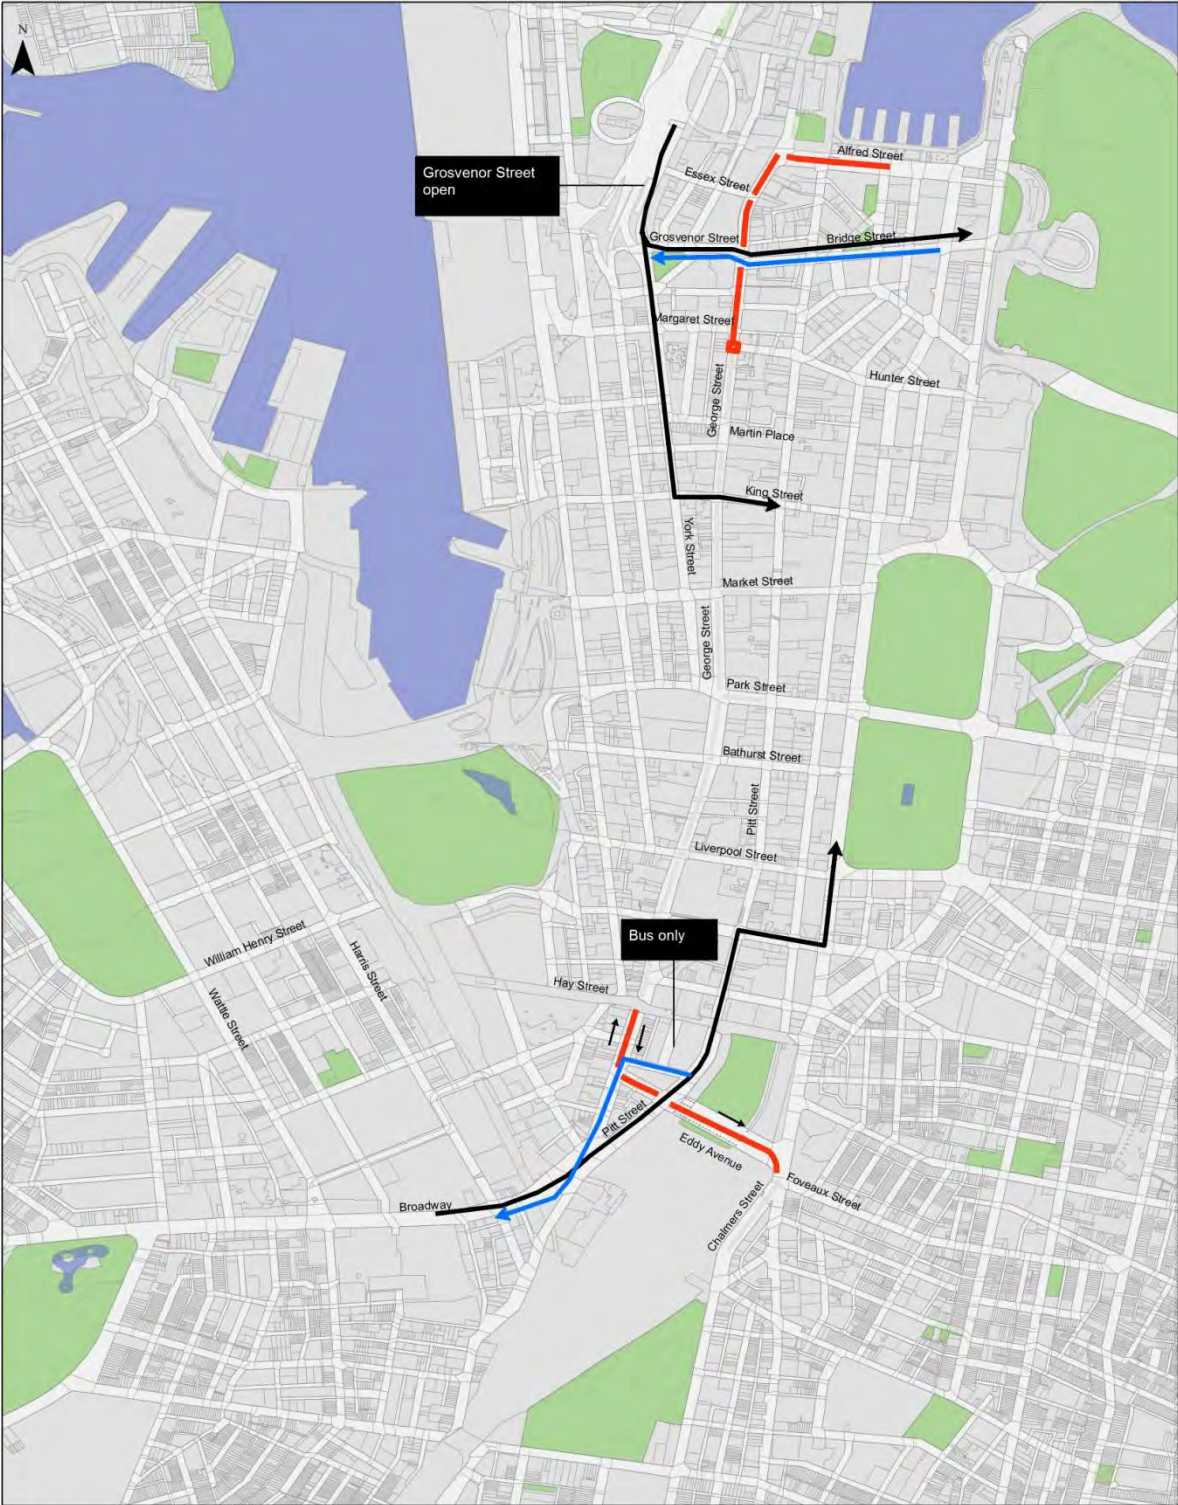 N
Alfred Street
Grosvenor Street
open
Essex Street
Grosvenor Street
Bridge Street
Margaret Street
Hunter Street
George Street
Martin Place
King Street
York Street
Market Street
George Street
Park Street
Bathurst Street
Pitt Street
Liverpool Street
Bus only
William Henry Street
Harris Street
Hay Street
Wattle Street
Pitt Street
Eddy Avenue
Foveaux Street
Chalmers Street
Broadway